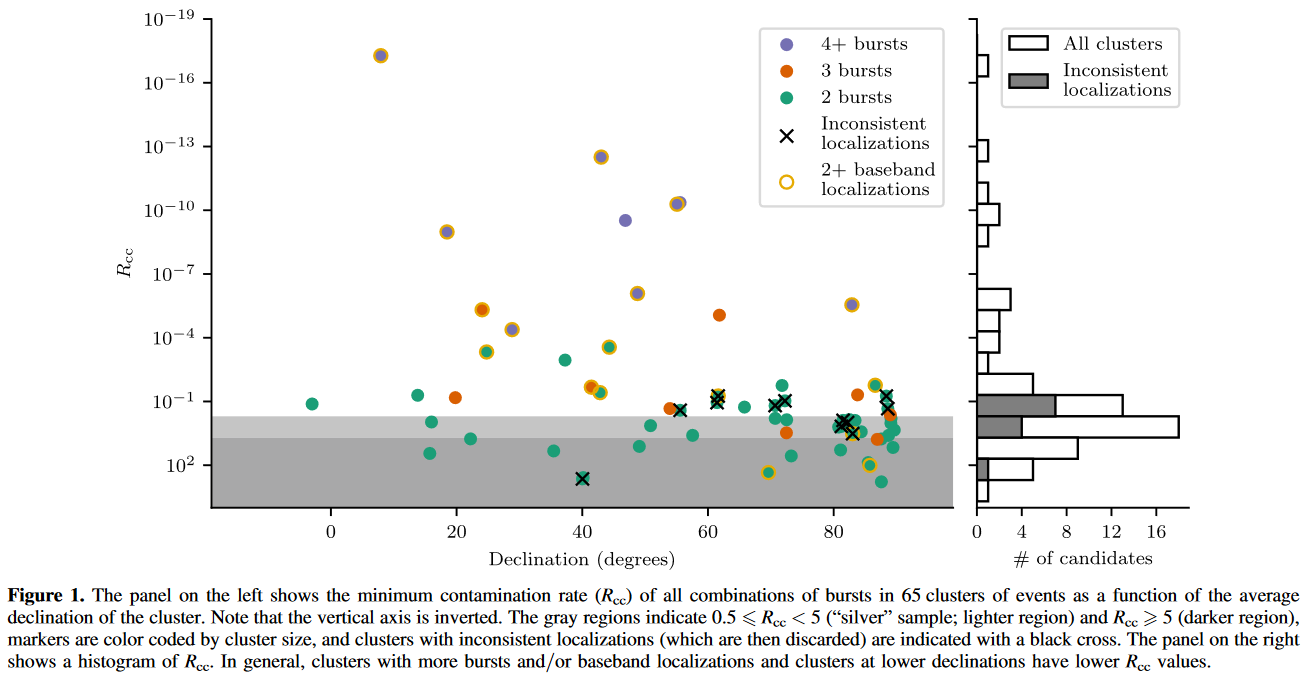 10⁻¹⁹
10⁻¹⁶
10⁻¹³
10⁻¹⁰
10⁻⁷
10⁻⁴
10⁻¹
10²
R_cc
0 20 40 60 80
Declination (degrees)
4+ bursts
3 bursts
2 bursts
Inconsistent
localizations
2+ baseband
localizations
All clusters
Inconsistent
localizations
0 4 8 12 16
# of candidates
Figure 1. The panel on the left shows the minimum contamination rate (R_cc) of all combinations of bursts in 65 clusters of events as a function of the average
declination of the cluster. Note that the vertical axis is inverted. The gray regions indicate 0.5 ⩽ R_cc < 5 (“silver” sample; lighter region) and R_cc ⩾ 5 (darker region),
markers are color coded by cluster size, and clusters with inconsistent localizations (which are then discarded) are indicated with a black cross. The panel on the right
shows a histogram of R_cc. In general, clusters with more bursts and/or baseband localizations and clusters at lower declinations have lower R_cc values.